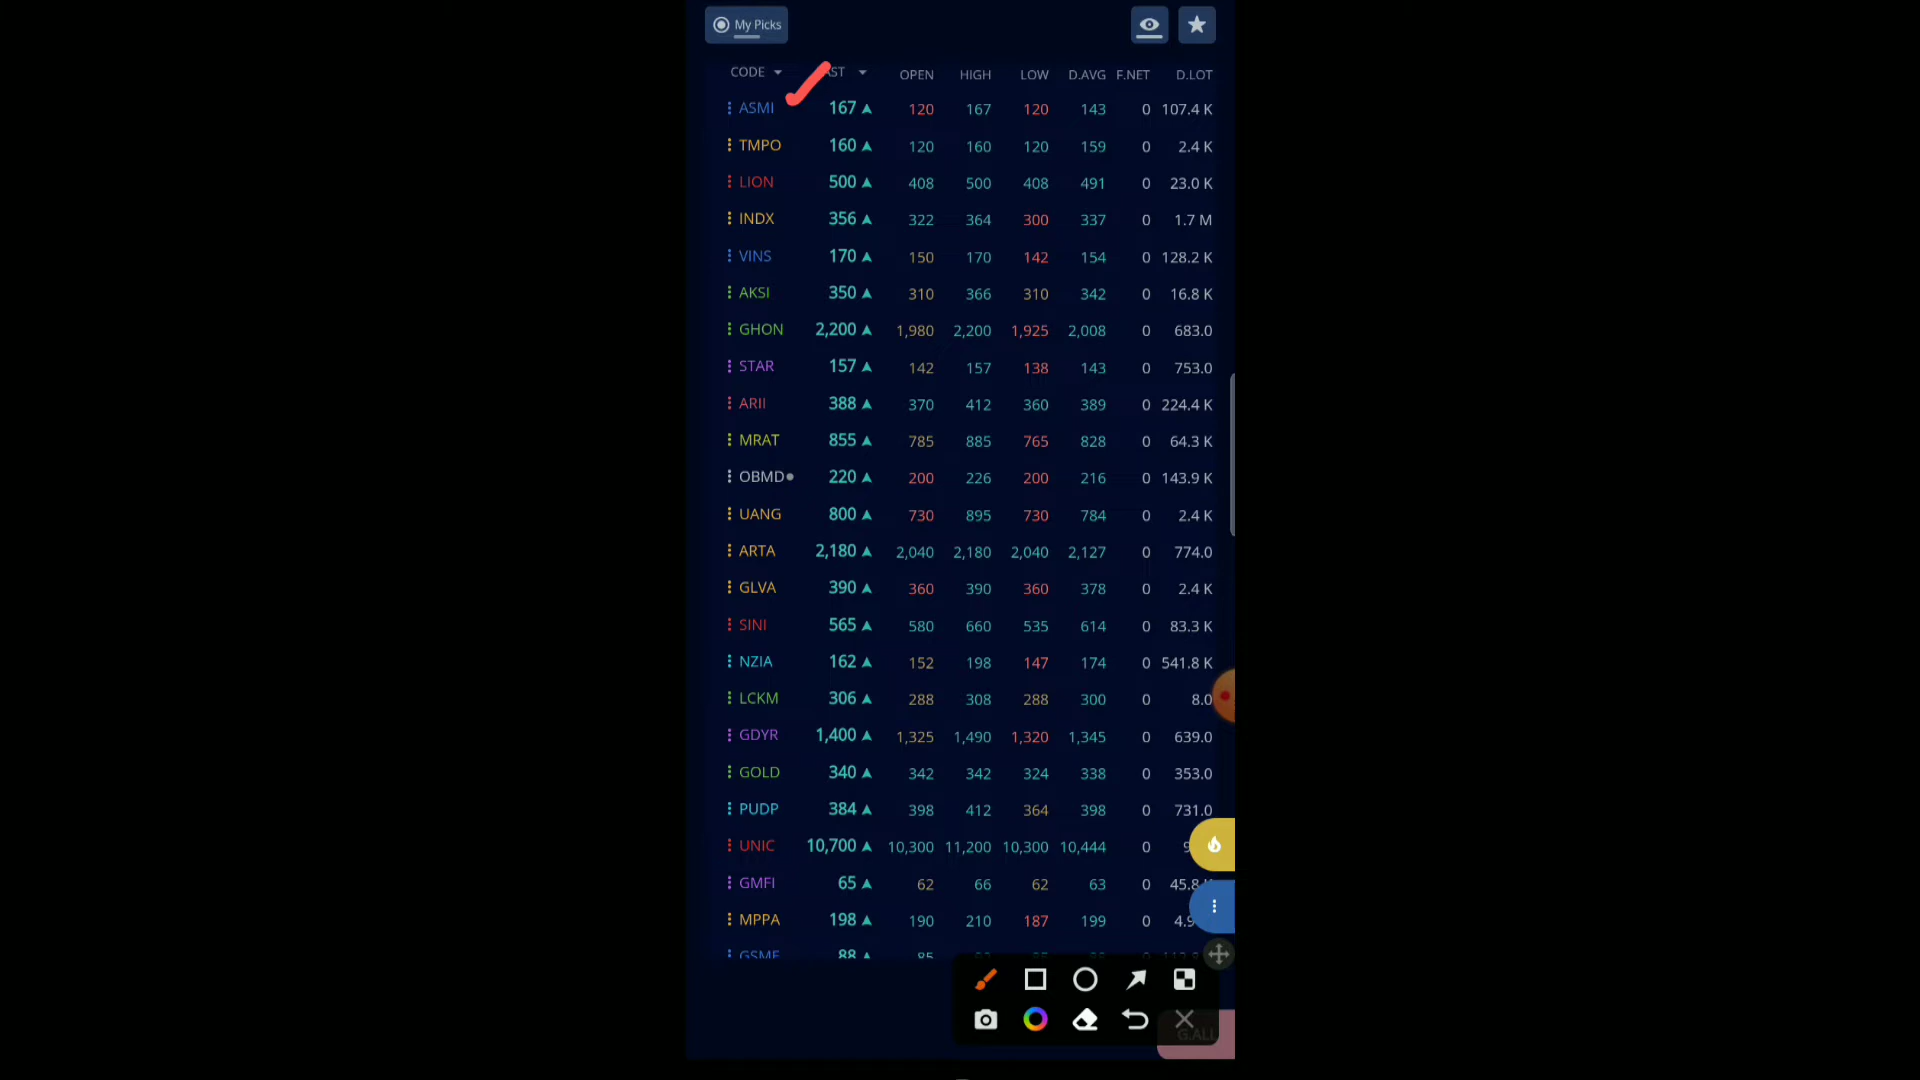 My Picks
CODE OPEN HIGH LOW D.AVG F.NET D.LOT
ASMI 167 120 167 120 143 0 107.4 K
TMPO 160 120 160 120 159 0 2.4 K
LION 500 408 500 408 491 0 23.0 K
INDX 356 322 364 300 337 0 1.7 M
VINS 170 150 170 142 154 0 128.2 K
AKSI 350 310 366 310 342 0 16.8 K
GHON 2,200 1,980 2,200 1,925 2,008 0 683.0
STAR 157 142 157 138 143 0 753.0
ARII 388 370 412 360 389 0 224.4 K
MRAT 855 785 885 765 828 0 64.3 K
OBMD 220 200 226 200 216 0 143.9 K
UANG 800 730 895 730 784 0 2.4 K
ARTA 2,180 2,040 2,180 2,040 2,127 0 774.0
GLVA 390 360 390 360 378 0 2.4 K
SINI 565 580 660 535 614 0 83.3 K
NZIA 162 152 198 147 174 0 541.8 K
LCKM 306 288 308 288 300 0 8.0
GDYR 1,400 1,325 1,490 1,320 1,345 0 639.0
GOLD 340 342 342 324 338 0 353.0
PUDP 384 398 412 364 398 0 731.0
UNIC 10,700 10,300 11,200 10,300 10,444 0
GMFI 65 62 66 62 63 0 45.8
MPPA 198 190 210 187 199 0 4.9
GSMF 88 85
G.ALL